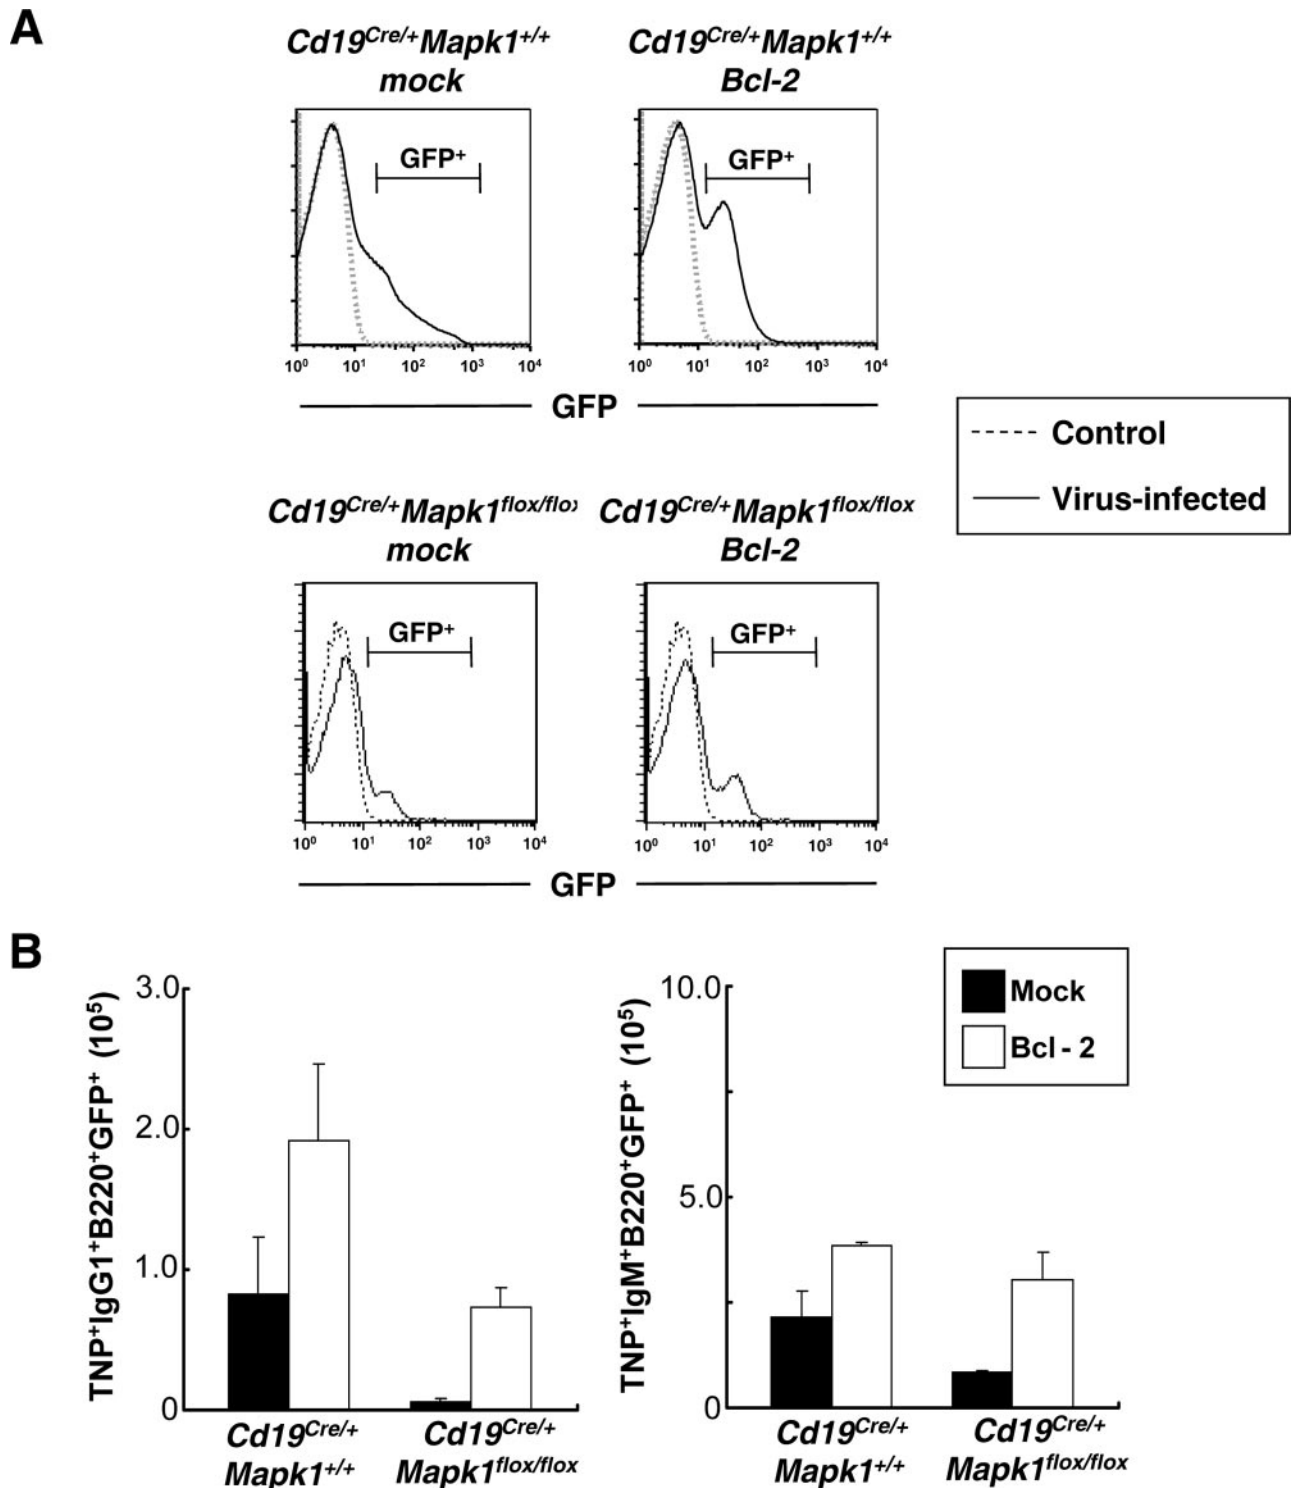 A
Cd19Cre/+Mapk1+/+
mock
Cd19Cre/+Mapk1+/+
Bcl-2
GFP+
GFP+
10⁰ 10¹ 10² 10³ 10⁴
10⁰ 10¹ 10² 10³ 10⁴
GFP
Control
Virus-infected
Cd19Cre/+Mapk1flox/flox
mock
Cd19Cre/+Mapk1flox/flox
Bcl-2
GFP+
GFP+
10⁰ 10¹ 10² 10³ 10⁴
10⁰ 10¹ 10² 10³ 10⁴
GFP
B
TNP+IgG1+B220+GFP+ (10⁵)
3.0
2.0
1.0
0
Cd19Cre/+
Mapk1+/+
Cd19Cre/+
Mapk1flox/flox
TNP+IgM+B220+GFP+ (10⁵)
10.0
5.0
0
Cd19Cre/+
Mapk1+/+
Cd19Cre/+
Mapk1flox/flox
Mock
Bcl - 2